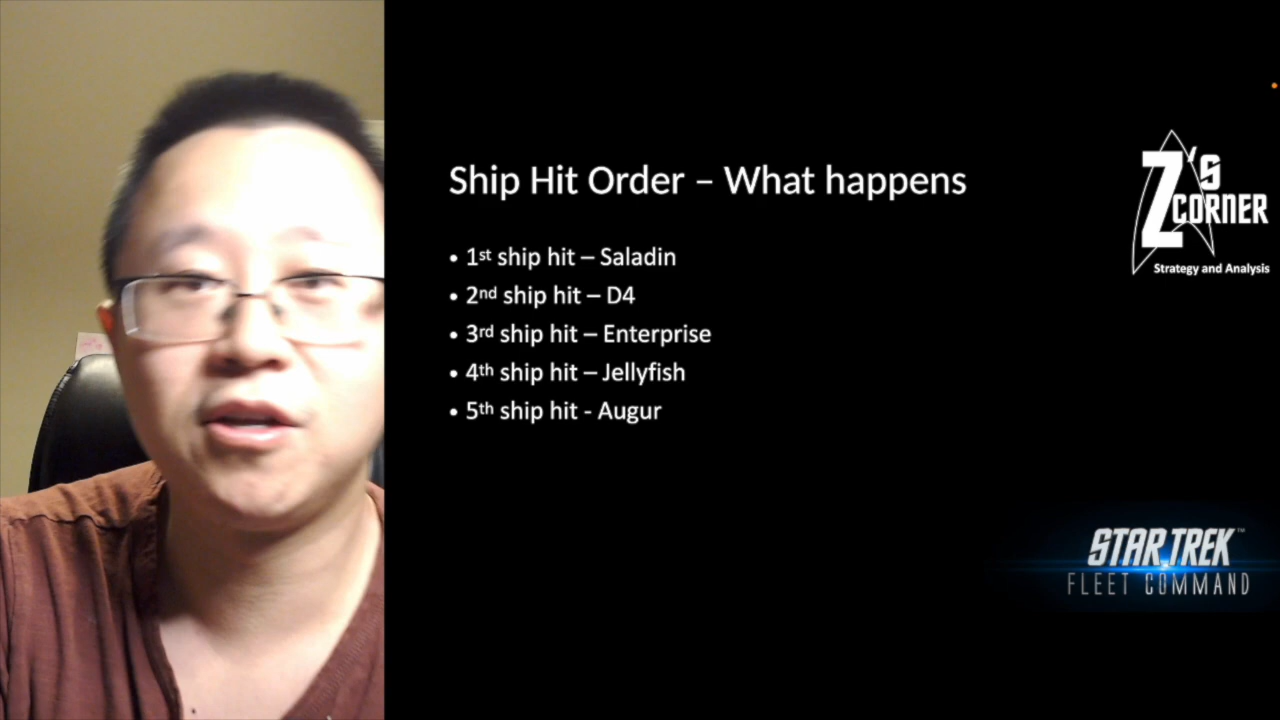 Ship Hit Order – What happens
• 1st ship hit – Saladin
• 2nd ship hit – D4
• 3rd ship hit – Enterprise
• 4th ship hit – Jellyfish
• 5th ship hit - Augur
Z's
CORNER
Strategy and Analysis
STAR TREK™
FLEET COMMAND